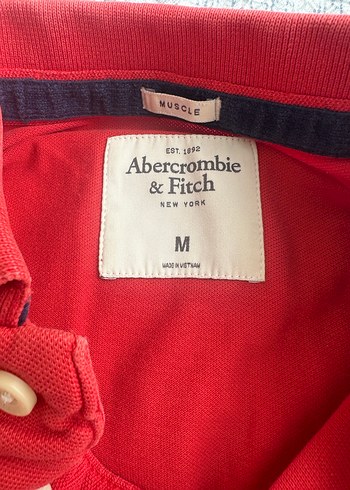 MUSCLE
EST. 1892
Abercrombie
& Fitch
NEW YORK
M
MADE IN VIETNAM